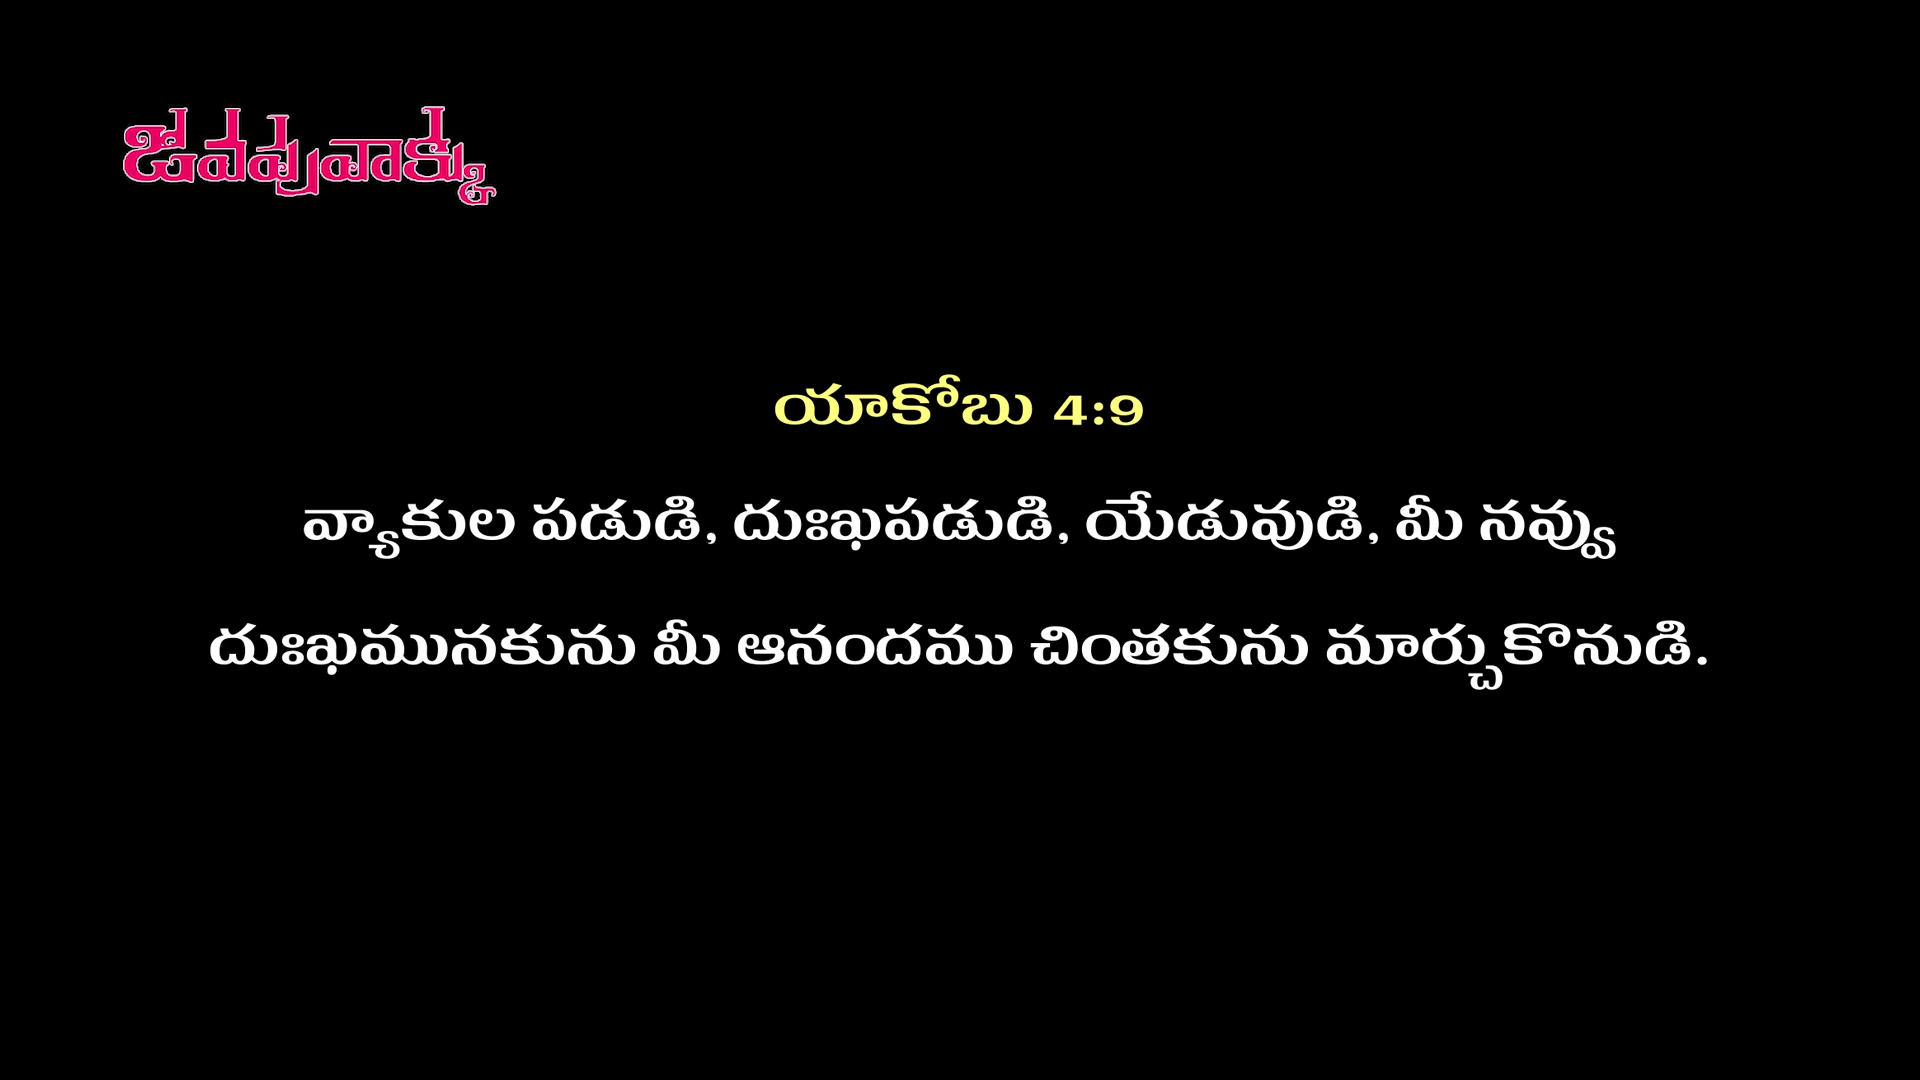 జీవపువాక్కు
యాకోబు 4:9
వ్యాకుల పడుడి, దుఃఖపడుడి, యేడువుడి, మీ నవ్వు
దుఃఖమునకును మీ ఆనందము చింతకును మార్చుకొనుడి.